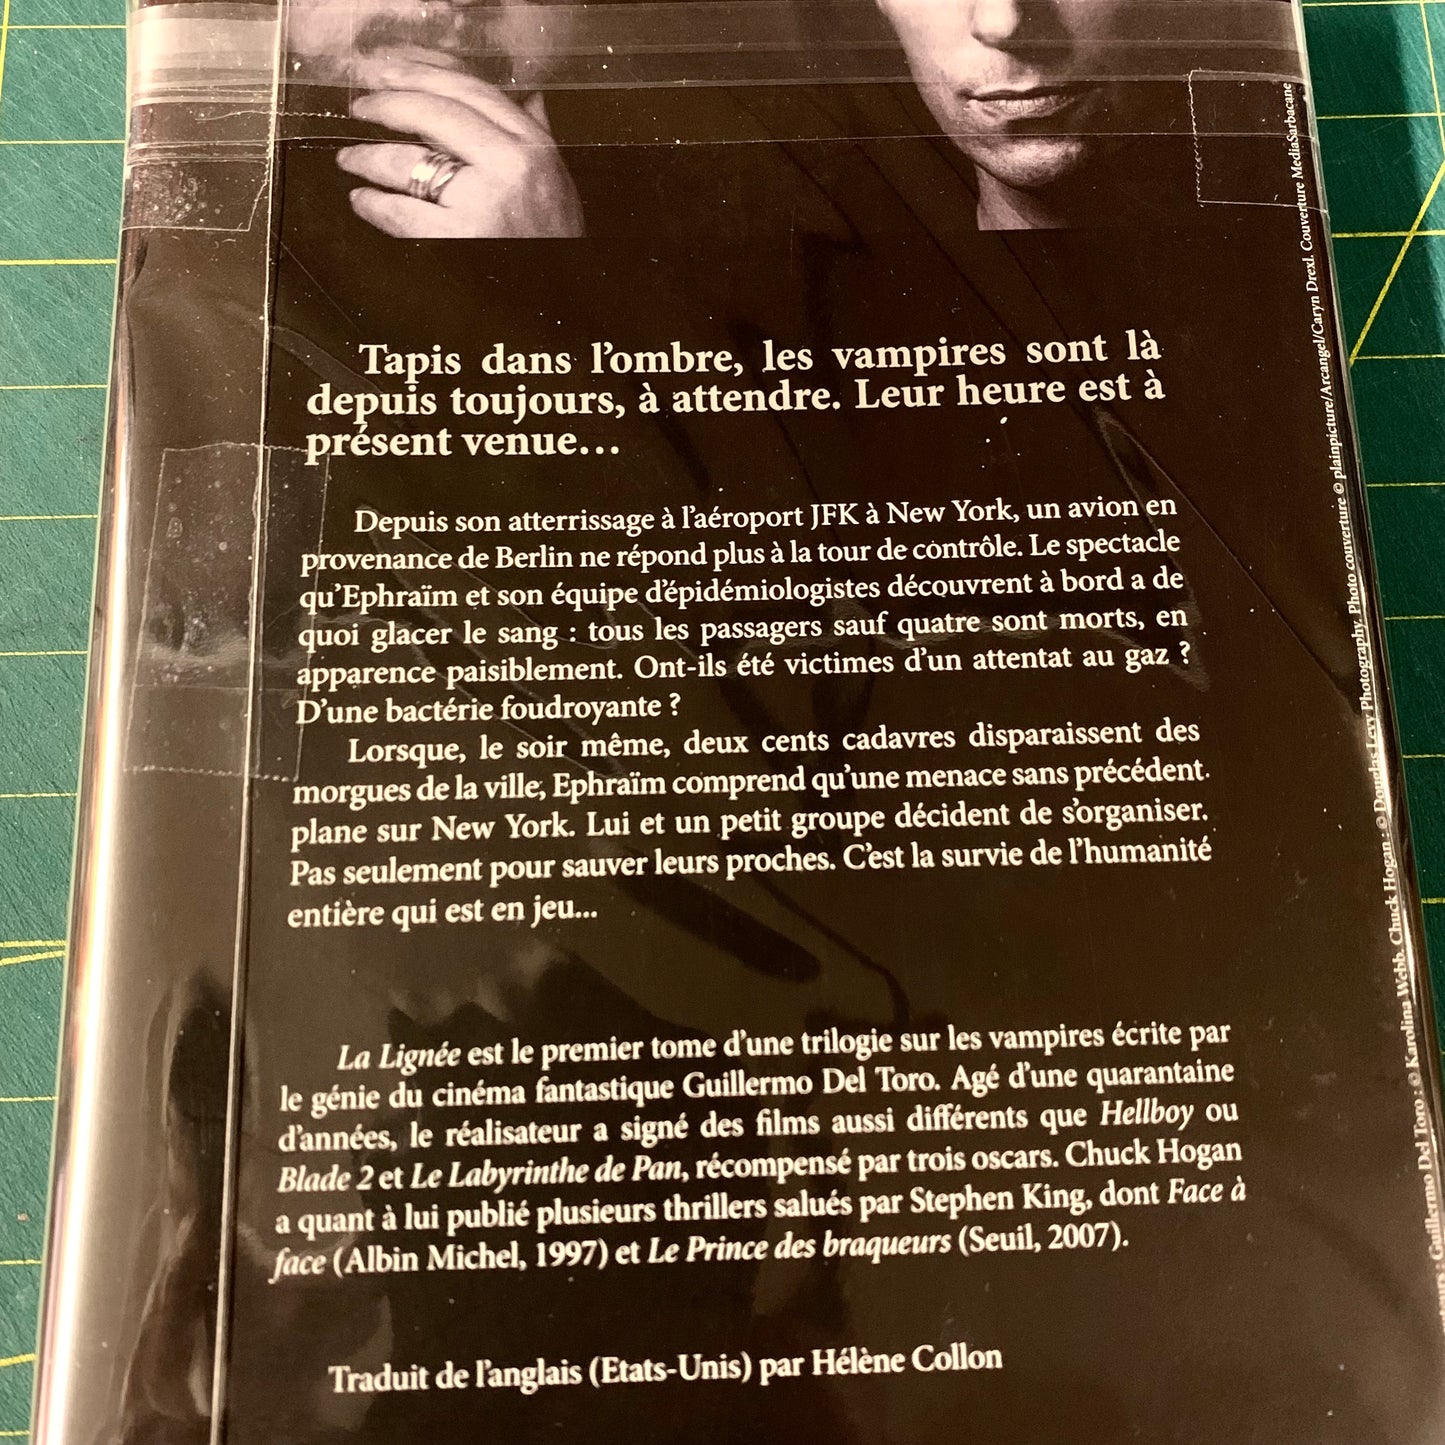 Tapis dans l'ombre, les vampires sont là
depuis toujours, à attendre. Leur heure est à
présent venue…
Depuis son atterrissage à l'aéroport JFK à New York, un avion en
provenance de Berlin ne répond plus à la tour de contrôle. Le spectacle
qu'Ephraïm et son équipe d'épidémiologistes découvrent à bord a de
quoi glacer le sang : tous les passagers sauf quatre sont morts, en
apparence paisiblement. Ont-ils été victimes d'un attentat au gaz ?
D'une bactérie foudroyante ?
Lorsque, le soir même, deux cents cadavres disparaissent des
morgues de la ville, Ephraïm comprend qu'une menace sans précédent
plane sur New York. Lui et un petit groupe décident de s'organiser.
Pas seulement pour sauver leurs proches. C'est la survie de l'humanité
entière qui est en jeu...
La Lignée est le premier tome d'une trilogie sur les vampires écrite par
le génie du cinéma fantastique Guillermo Del Toro. Agé d'une quarantaine
d'années, le réalisateur a signé des films aussi différents que Hellboy ou
Blade 2 et Le Labyrinthe de Pan, récompensé par trois oscars. Chuck Hogan
a quant à lui publié plusieurs thrillers salués par Stephen King, dont Face à
face (Albin Michel, 1997) et Le Prince des braqueurs (Seuil, 2007).
Traduit de l'anglais (Etats-Unis) par Hélène Collon
: Guillermo Del Toro : © Karolina Webb. Chuck Hogan : © Douglas Levy Photography. Photo couverture © plainpicture/Arcangel/Caryn Drexl. Couverture MediaSarbacane